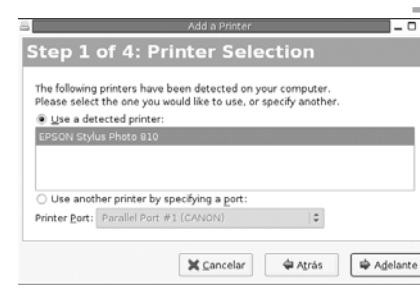 Add a Printer
Step 1 of 4: Printer Selection
The following printers have been detected on your computer.
Please select the one you would like to use, or specify another.
Use a detected printer:
EPSON Stylus Photo 810
Use another printer by specifying a port:
Printer Port: Parallel Port #1 (CANON)
Cancelar Atrás Adelante